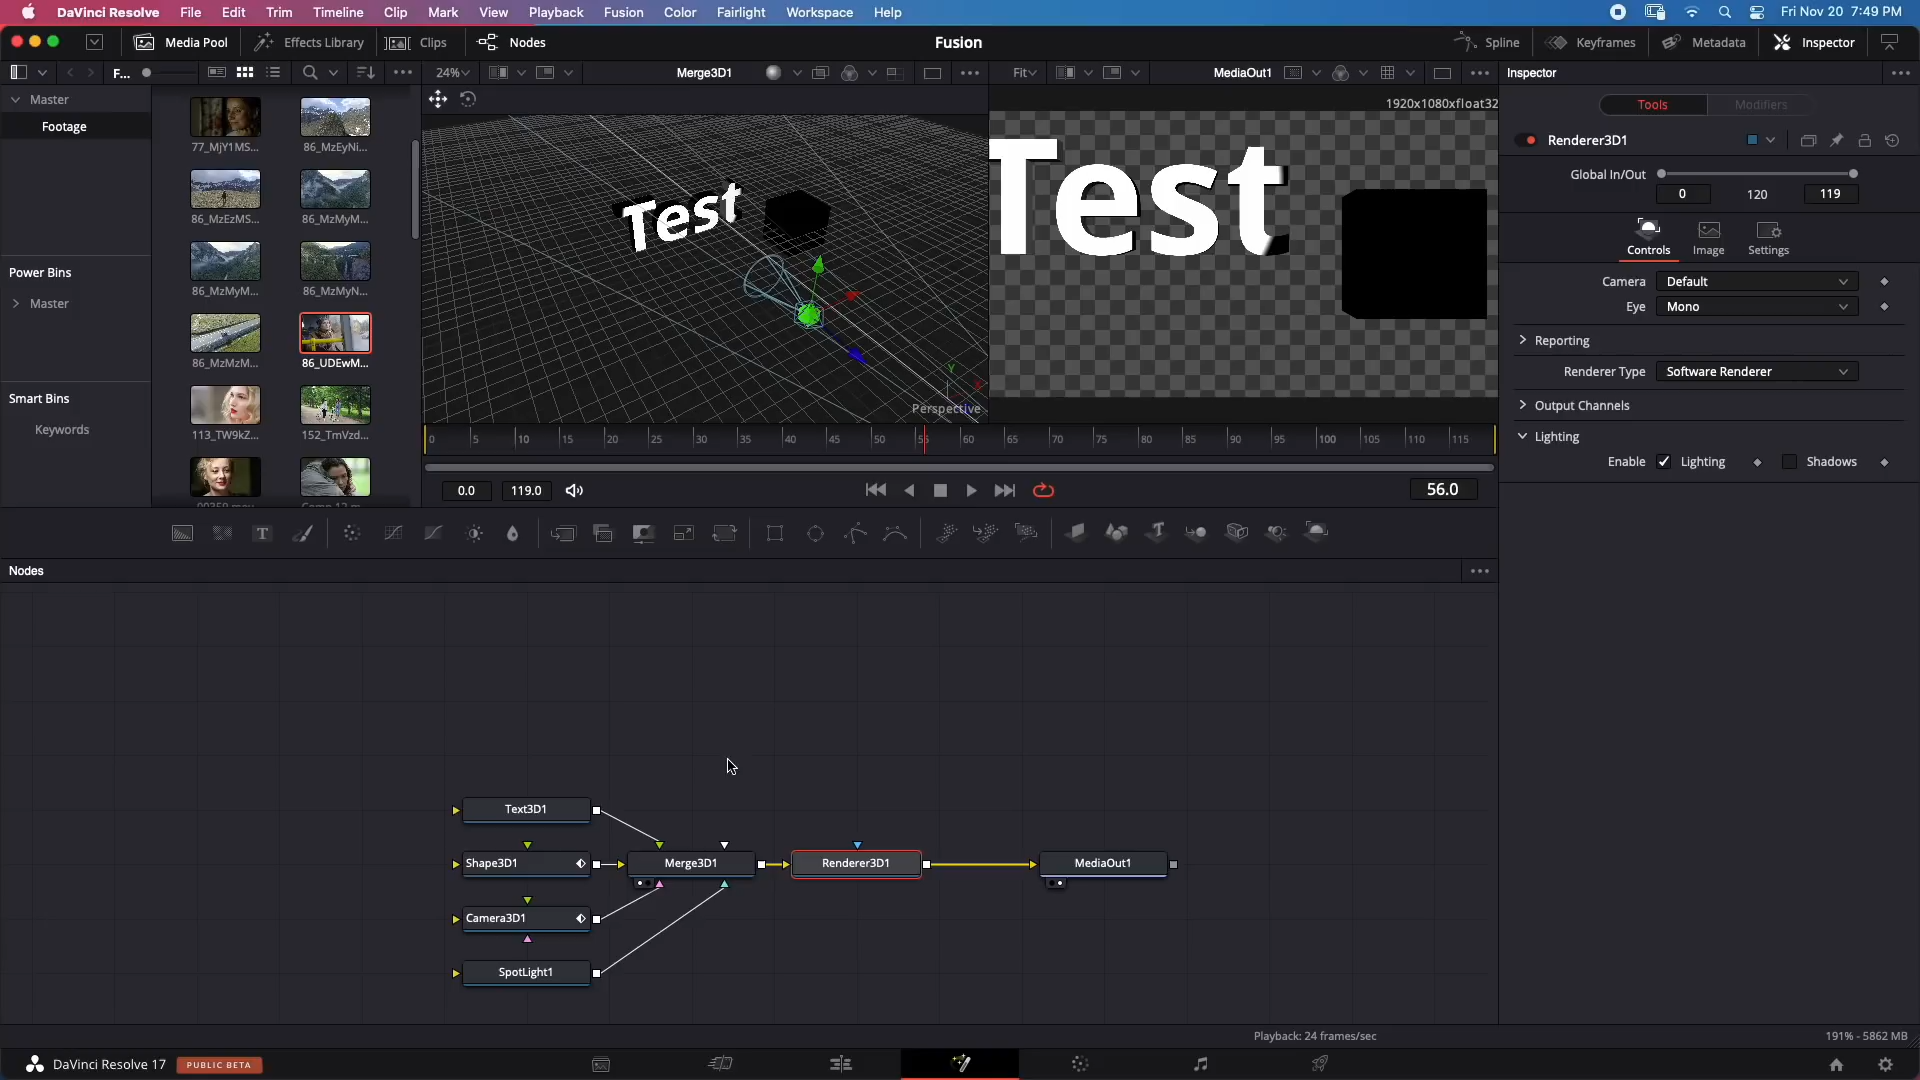 DaVinci Resolve File Edit Trim Timeline Clip Mark View Playback Fusion Color Fairlight Workspace Help Fri Nov 20 7:49 PM
Media Pool Effects Library Clips Nodes Fusion Spline Keyframes Metadata Inspector
F... 24% Merge3D1 Fit MediaOut1 Inspector
Master
Footage
Power Bins
Master
Smart Bins
Keywords
77_MjY1MS... 86_MzEyNi...
86_MzEzMS... 86_MzMyM...
86_MzMyM... 86_MzMyN...
86_MzMzM... 86_UDEwM...
113_TW9kZ... 152_TmVzd...
Test
Y
X
Perspective
1920x1080xfloat32
Test
0 5 10 15 20 25 30 35 40 45 50 55 60 65 70 75 80 85 90 95 100 105 110 115
0.0 119.0 56.0
Tools Modifiers
Renderer3D1
Global In/Out
0 120 119
Controls Image Settings
Camera Default
Eye Mono
Reporting
Renderer Type Software Renderer
Output Channels
Lighting
Enable Lighting Shadows
Nodes
Text3D1
Shape3D1 Merge3D1 Renderer3D1 MediaOut1
Camera3D1
SpotLight1
Playback: 24 frames/sec 191% - 5862 MB
DaVinci Resolve 17 PUBLIC BETA